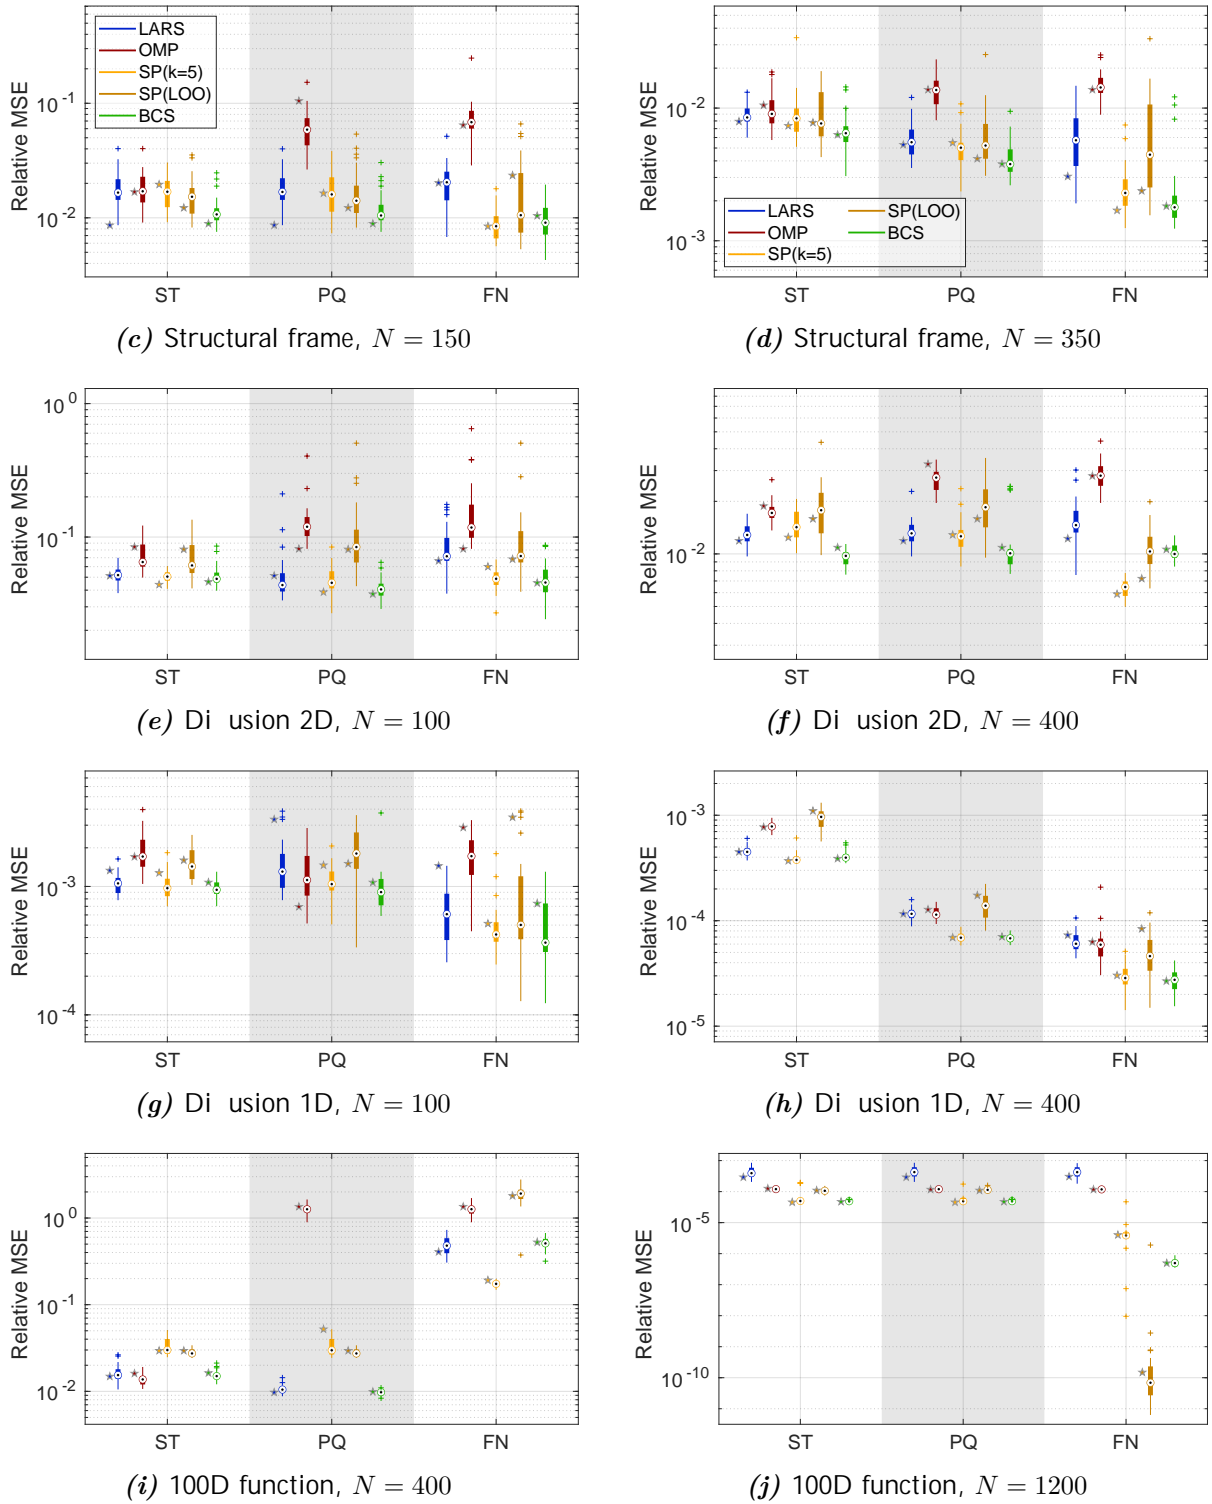 Relative MSE
10^-1
10^-2
LARS
OMP
SP(k=5)
SP(LOO)
BCS
ST PQ FN
(c) Structural frame, N = 150
Relative MSE
10^-2
10^-3
LARS SP(LOO)
OMP BCS
SP(k=5)
ST PQ FN
(d) Structural frame, N = 350
Relative MSE
10^0
10^-1
ST PQ FN
(e) Di usion 2D, N = 100
Relative MSE
10^-2
ST PQ FN
(f) Di usion 2D, N = 400
Relative MSE
10^-3
10^-4
ST PQ FN
(g) Di usion 1D, N = 100
Relative MSE
10^-3
10^-4
10^-5
ST PQ FN
(h) Di usion 1D, N = 400
Relative MSE
10^0
10^-1
10^-2
ST PQ FN
(i) 100D function, N = 400
Relative MSE
10^-5
10^-10
ST PQ FN
(j) 100D function, N = 1200